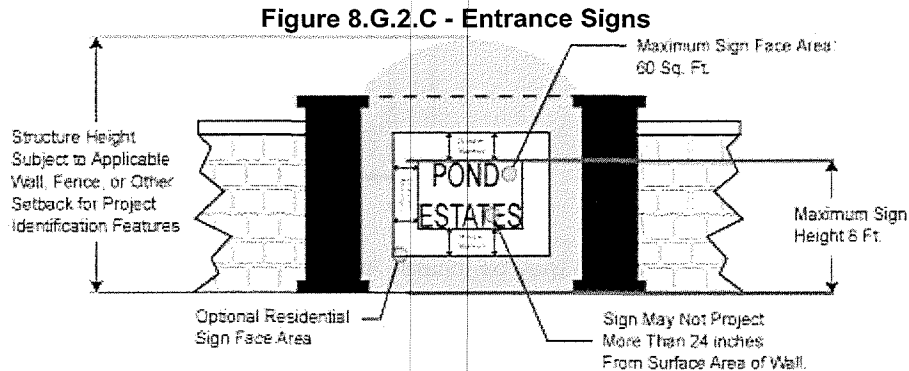 Figure 8.G.2.C - Entrance Signs
Maximum Sign Face Area:
60 Sq. Ft.
Structure Height
Subject to Applicable
Wall, Fence, or Other
Setback for Project
Identification Features
POND
ESTATES
Maximum Sign
Height 8 Ft.
Optional Residential
Sign Face Area
Sign May Not Project
More Than 24 inches
From Surface Area of Wall.